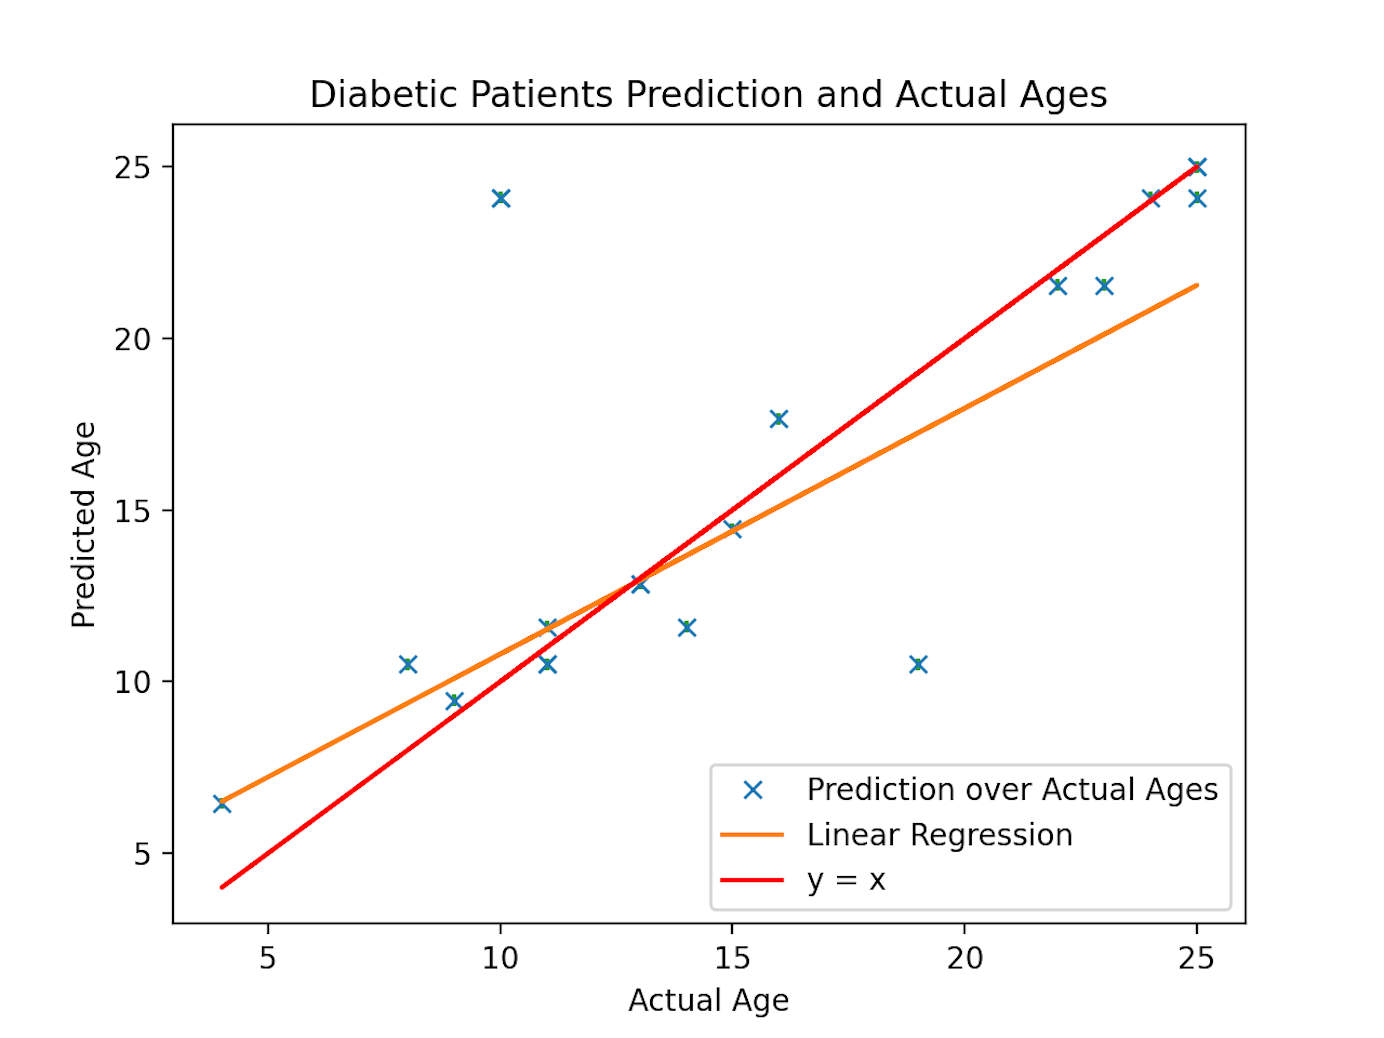 Diabetic Patients Prediction and Actual Ages
25
20
15
10
5
Predicted Age
Prediction over Actual Ages
Linear Regression
y = x
5 10 15 20 25
Actual Age